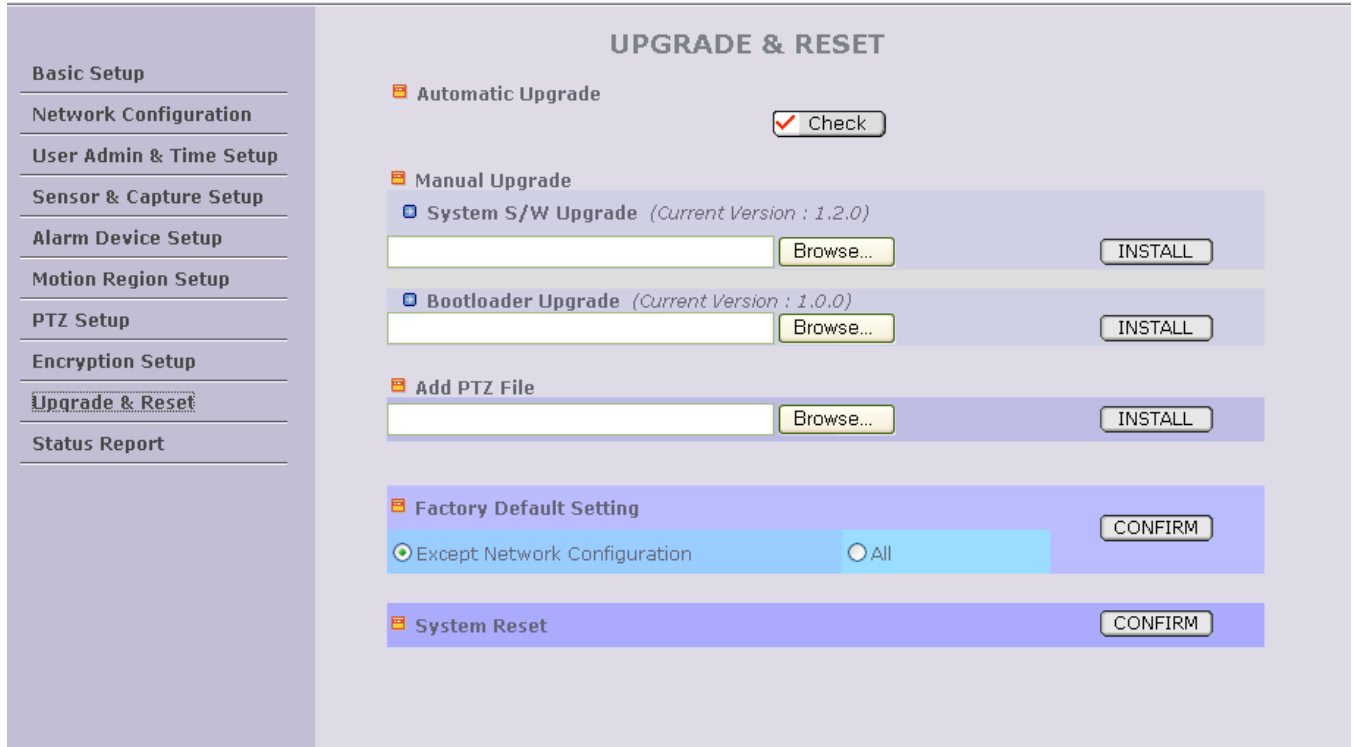 Basic Setup
Network Configuration
User Admin & Time Setup
Sensor & Capture Setup
Alarm Device Setup
Motion Region Setup
PTZ Setup
Encryption Setup
Upgrade & Reset
Status Report
UPGRADE & RESET
Automatic Upgrade
Check
Manual Upgrade
System S/W Upgrade (Current Version : 1.2.0)
Browse... INSTALL
Bootloader Upgrade (Current Version : 1.0.0)
Browse... INSTALL
Add PTZ File
Browse... INSTALL
Factory Default Setting
CONFIRM
Except Network Configuration All
System Reset CONFIRM